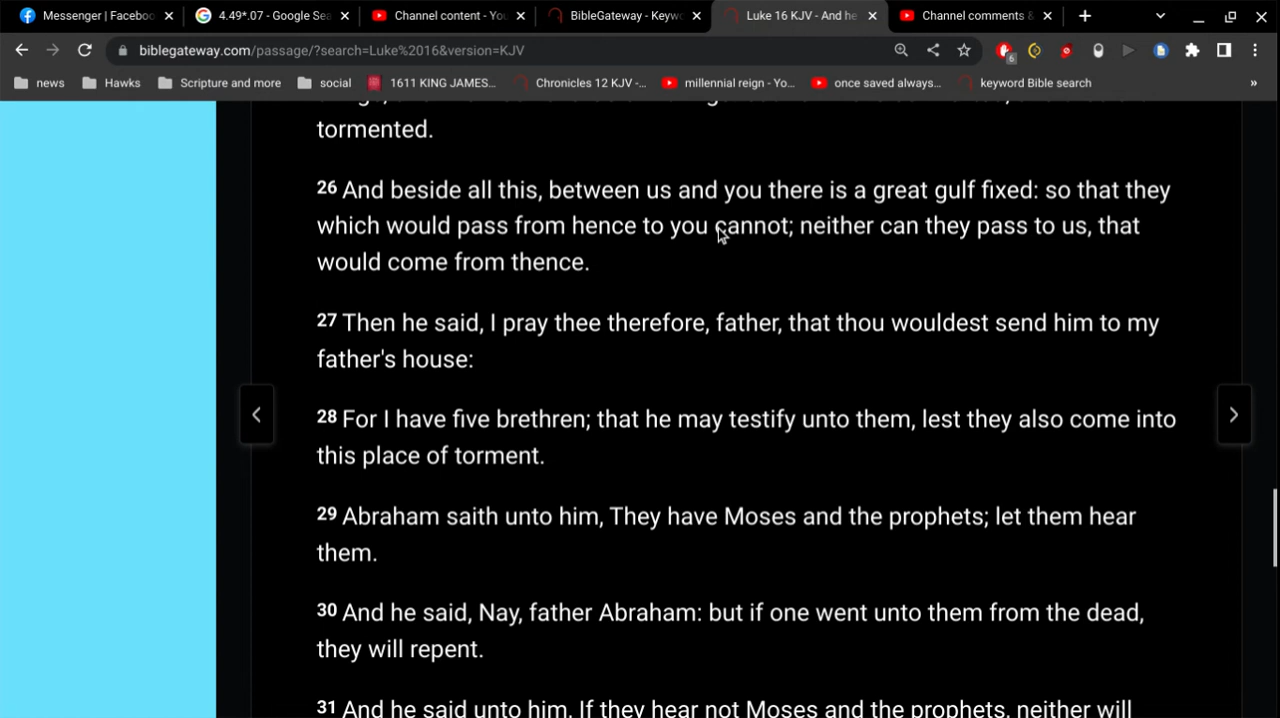 Messenger | Faceboo
4.49*.07 - Google Sea
Channel content - You
BibleGateway - Keywo
Luke 16 KJV - And he
Channel comments &
biblegateway.com/passage/?search=Luke%2016&version=KJV
6
news
Hawks
Scripture and more
social
1611 KING JAMES...
Chronicles 12 KJV -...
millennial reign - Yo...
once saved always...
keyword Bible search
»
tormented.
26 And beside all this, between us and you there is a great gulf fixed: so that they
which would pass from hence to you cannot; neither can they pass to us, that
would come from thence.
27 Then he said, I pray thee therefore, father, that thou wouldest send him to my
father's house:
28 For I have five brethren; that he may testify unto them, lest they also come into
this place of torment.
29 Abraham saith unto him, They have Moses and the prophets; let them hear
them.
30 And he said, Nay, father Abraham: but if one went unto them from the dead,
they will repent.
31 And he said unto him, If they hear not Moses and the prophets, neither will